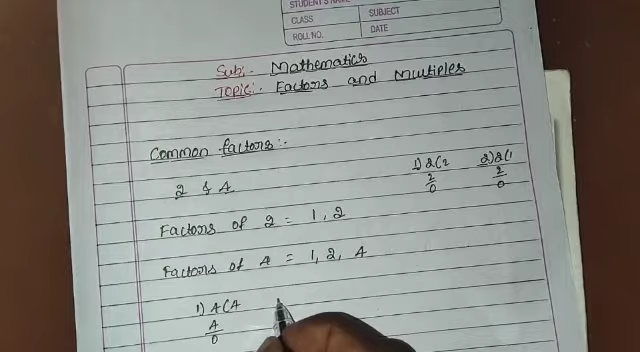 STUDENT'S NAME
CLASS SUBJECT
ROLL NO. DATE
Sub:- Mathematics
Topic:- Factors and Multiples
Common factors:-
2 & 4
1) 2 ( 2 2) 2 ( 1
2 2
0 0
Factors of 2 = 1, 2
Factors of 4 = 1, 2, 4
1) 4 ( 4
4
0